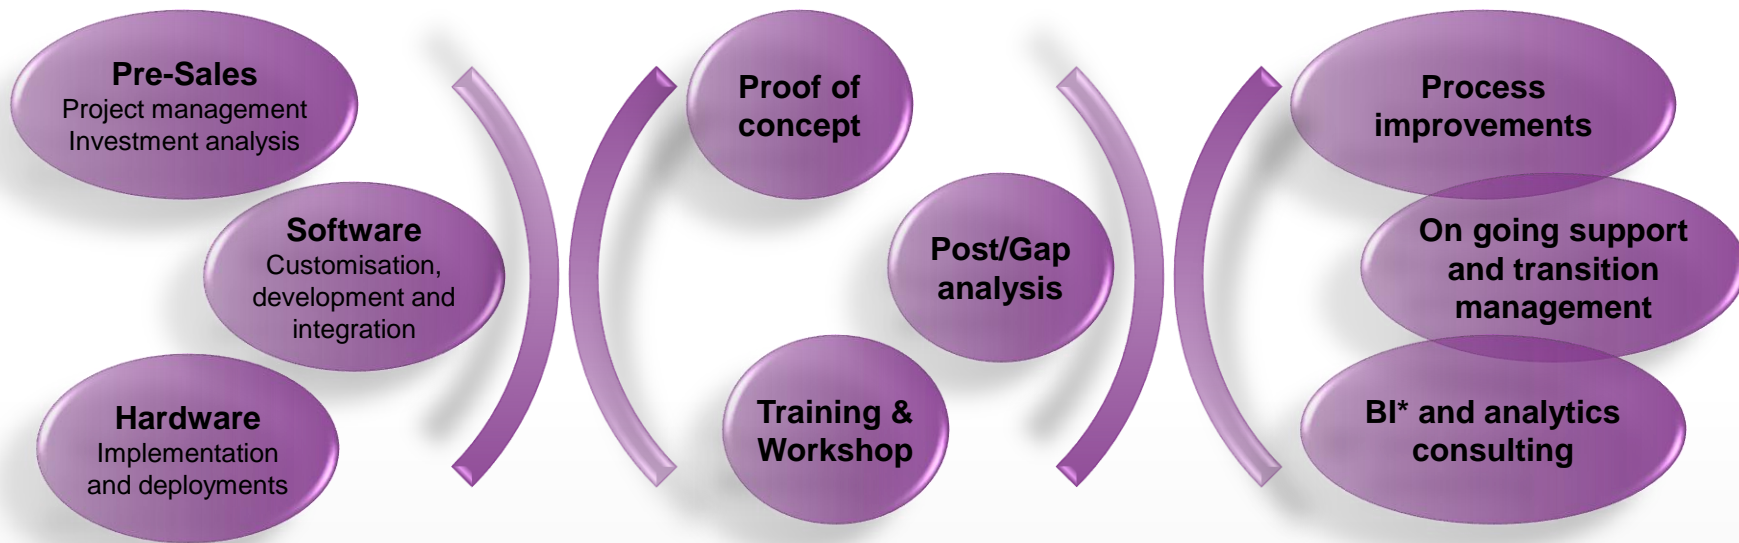 Pre-Sales
Project management
Investment analysis
Software
Customisation,
development and
integration
Hardware
Implementation
and deployments
Proof of
concept
Post/Gap
analysis
Training &
Workshop
Process
improvements
On going support
and transition
management
BI* and analytics
consulting